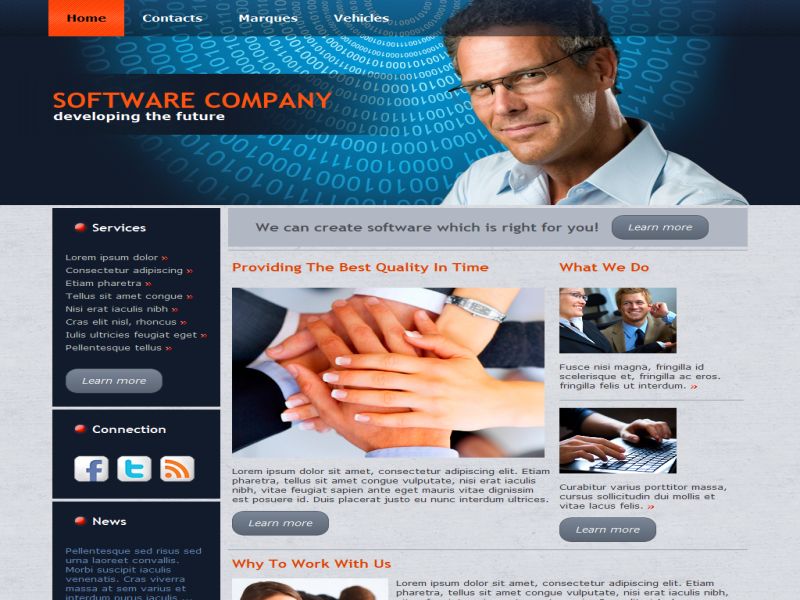 Home Contacts Marques Vehicles
SOFTWARE COMPANY
developing the future
Services
Lorem ipsum dolor »
Consectetur adipiscing »
Etiam pharetra »
Tellus sit amet congue »
Nisi erat iaculis nibh »
Cras elit nisl, rhoncus »
Iulis ultricies feugiat eget »
Pellentesque tellus »
Learn more
Connection
News
Pellentesque sed risus sed
urna laoreet convallis.
Morbi suscipit iaculis
venenatis. Cras viverra
massa at sem varius et
interdum purus iaculis
We can create software which is right for you! Learn more
Providing The Best Quality In Time
Lorem ipsum dolor sit amet, consectetur adipiscing elit. Etiam
pharetra, tellus sit amet congue vulputate, nisi erat iaculis
nibh, vitae feugiat sapien ante eget mauris vitae dignissim
est posuere id. Duis placerat justo eu nunc interdum ultrices.
Learn more
What We Do
Fusce nisi magna, fringilla id
scelerisque et, fringilla ac eros.
fringilla felis ut interdum. »
Curabitur varius porttitor massa,
cursus sollicitudin dui mollis et
vitae lacus felis. »
Learn more
Why To Work With Us
Lorem ipsum dolor sit amet, consectetur adipiscing elit. Etiam
pharetra, tellus sit amet congue vulputate, nisi erat iaculis